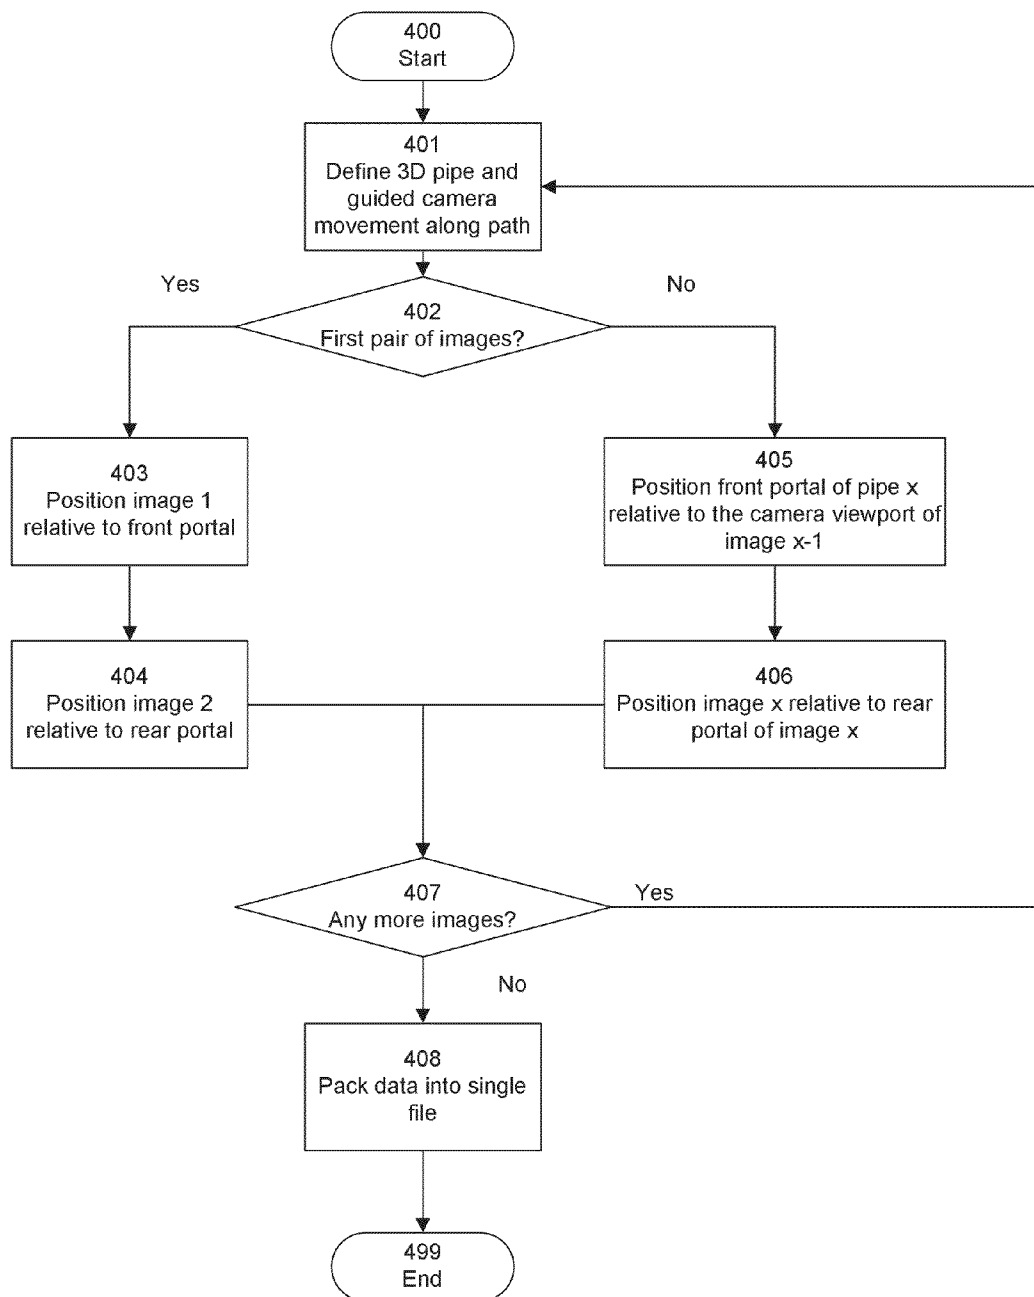 400
Start
401
Define 3D pipe and
guided camera
movement along path
Yes
No
402
First pair of images?
403
Position image 1
relative to front portal
405
Position front portal of pipe x
relative to the camera viewport of
image x-1
404
Position image 2
relative to rear portal
406
Position image x relative to rear
portal of image x
407
Any more images?
Yes
No
408
Pack data into single
file
499
End